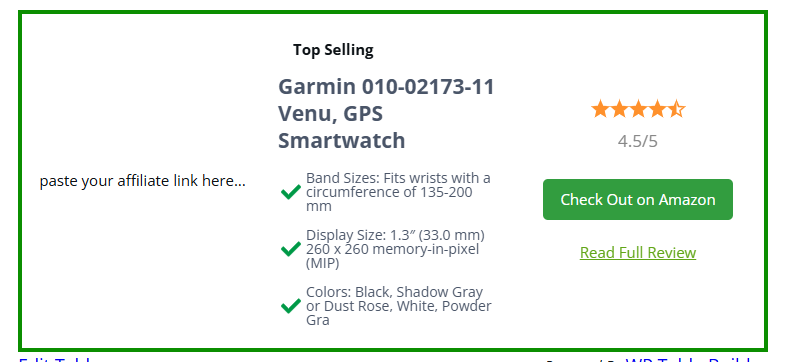 Top Selling
Garmin 010-02173-11
Venu, GPS
Smartwatch
4.5/5
paste your affiliate link here...
Band Sizes: Fits wrists with a
circumference of 135-200
mm
Check Out on Amazon
Display Size: 1.3″ (33.0 mm)
260 x 260 memory-in-pixel
(MIP)
Read Full Review
Colors: Black, Shadow Gray
or Dust Rose, White, Powder
Gra